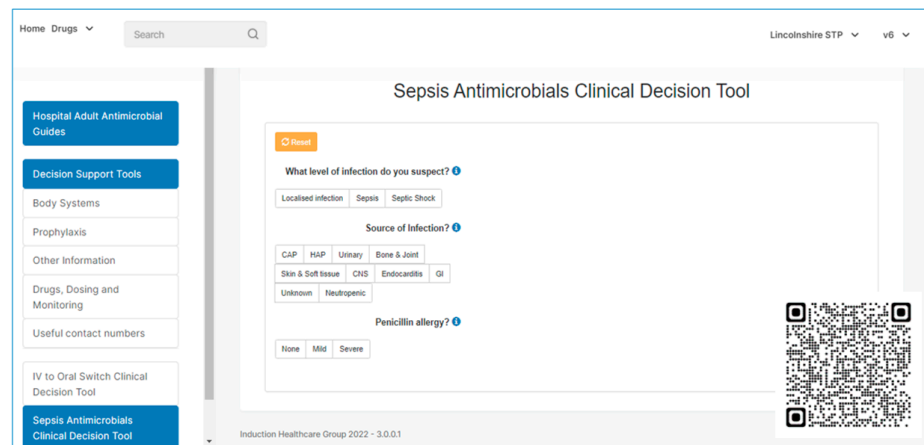 Home Drugs
Search
Lincolnshire STP
v6
Hospital Adult Antimicrobial
Guides
Decision Support Tools
Body Systems
Prophylaxis
Other Information
Drugs, Dosing and
Monitoring
Useful contact numbers
IV to Oral Switch Clinical
Decision Tool
Sepsis Antimicrobials
Clinical Decision Tool
Sepsis Antimicrobials Clinical Decision Tool
Reset
What level of infection do you suspect?
Localised infection Sepsis Septic Shock
Source of Infection?
CAP HAP Urinary Bone & Joint
Skin & Soft tissue CNS Endocarditis GI
Unknown Neutropenic
Penicillin allergy?
None Mild Severe
Induction Healthcare Group 2022 - 3.0.0.1